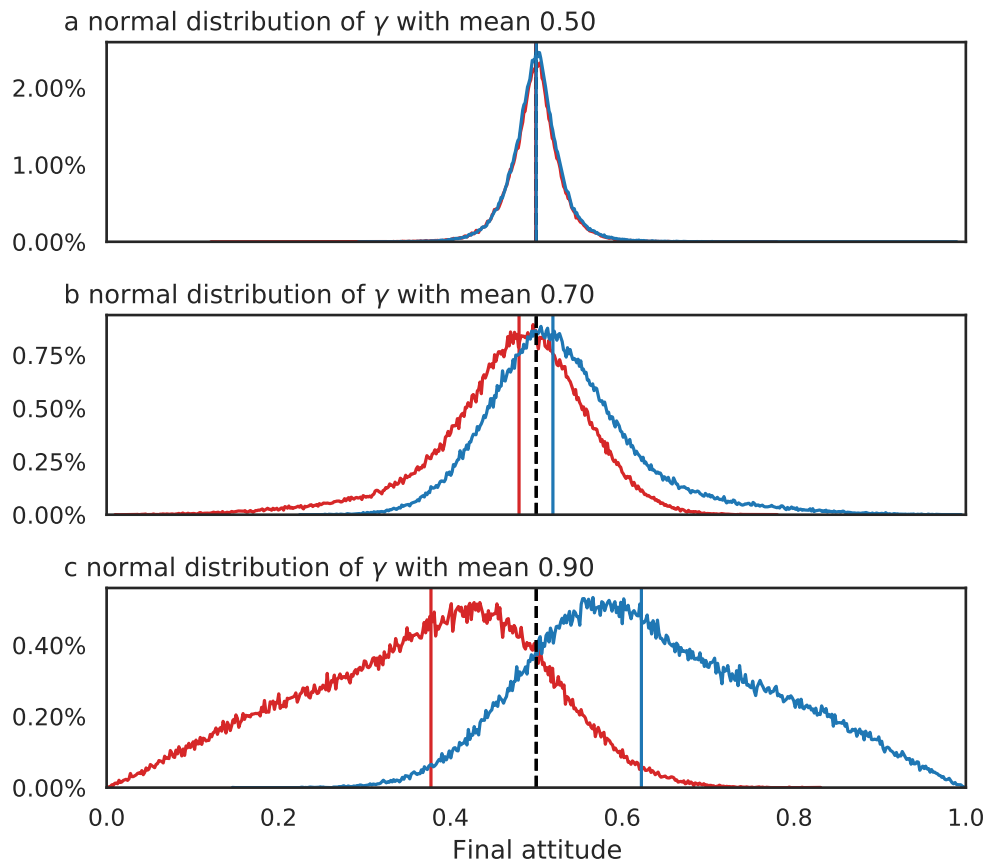 a normal distribution of γ with mean 0.50
2.00%
1.00%
0.00%
b normal distribution of γ with mean 0.70
0.75%
0.50%
0.25%
0.00%
c normal distribution of γ with mean 0.90
0.40%
0.20%
0.00%
0.0 0.2 0.4 0.6 0.8 1.0
Final attitude